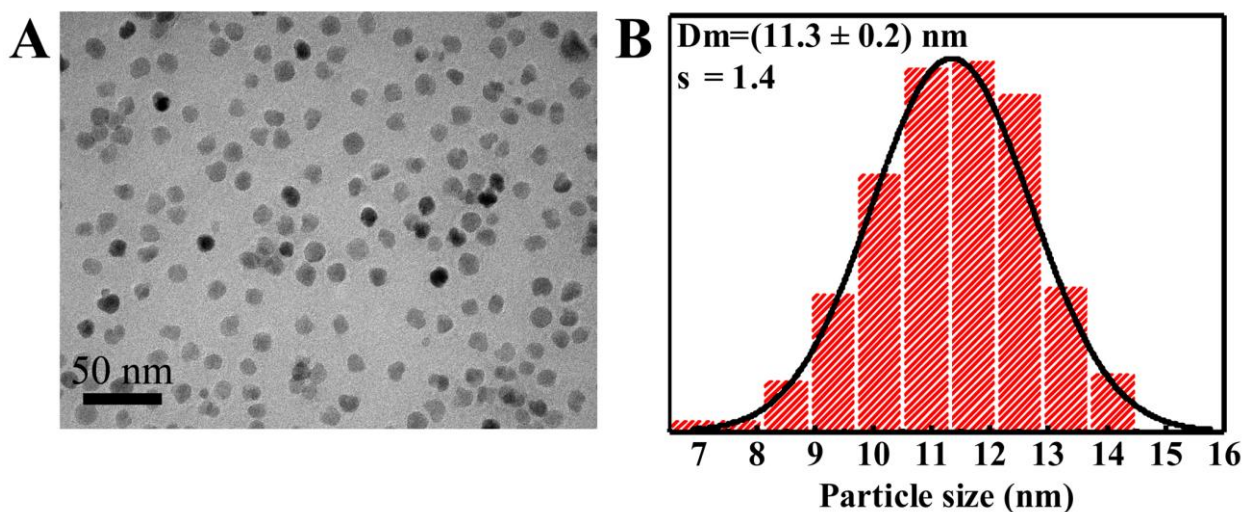 A
50 nm
B
Dm=(11.3 ± 0.2) nm
s = 1.4
7 8 9 10 11 12 13 14 15 16
Particle size (nm)